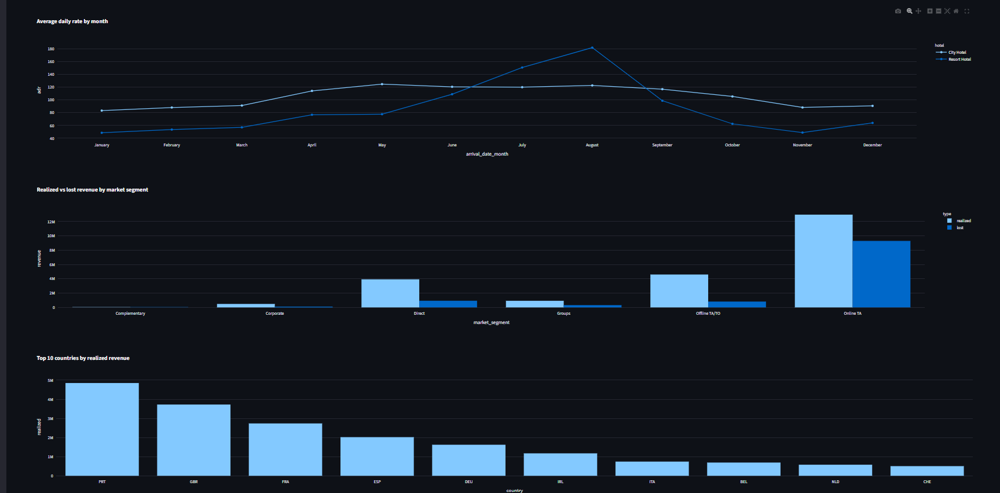 Average daily rate by month
hotel
City Hotel
Resort Hotel
180
160
140
120
100
80
60
40
adr
January February March April May June July August September October November December
arrival_date_month
Realized vs lost revenue by market segment
type
realized
lost
12M
10M
8M
6M
4M
2M
0
revenue
Complementary Corporate Direct Groups Offline TA/TO Online TA
market_segment
Top 10 countries by realized revenue
5M
4M
3M
2M
1M
0
realized
PRT GBR FRA ESP DEU IRL ITA BEL NLD CHE
country